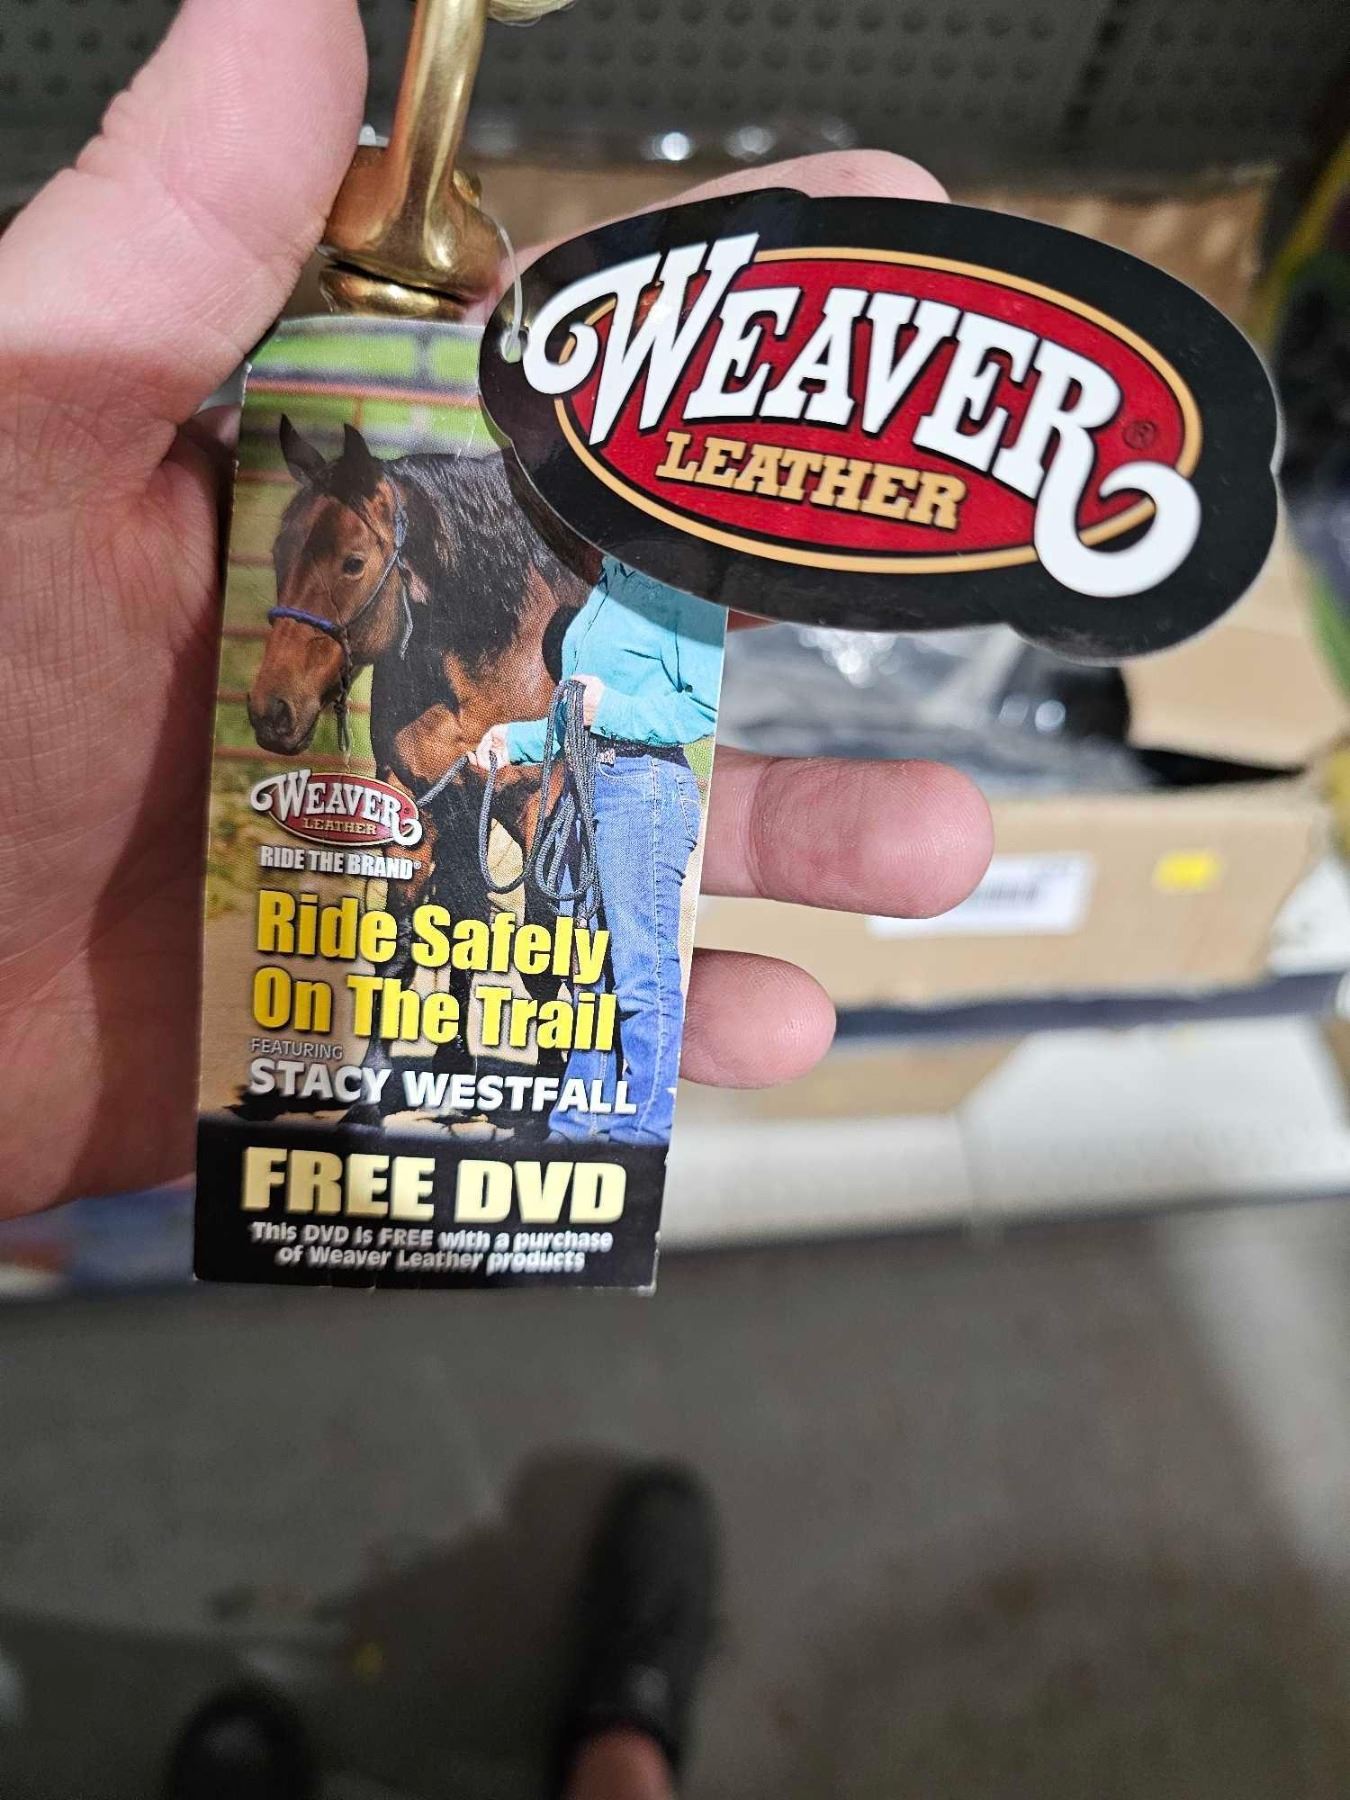 WEAVER®
LEATHER
WEAVER®
LEATHER
RIDE THE BRAND®
Ride Safely
On The Trail
FEATURING
STACY WESTFALL
FREE DVD
This DVD is FREE with a purchase
of Weaver Leather products